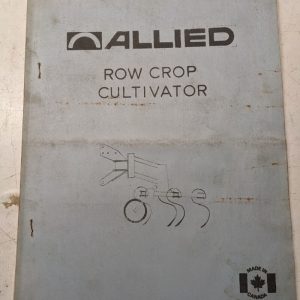 ALLIED
ROW CROP
CULTIVATOR
MADE IN
CANADA